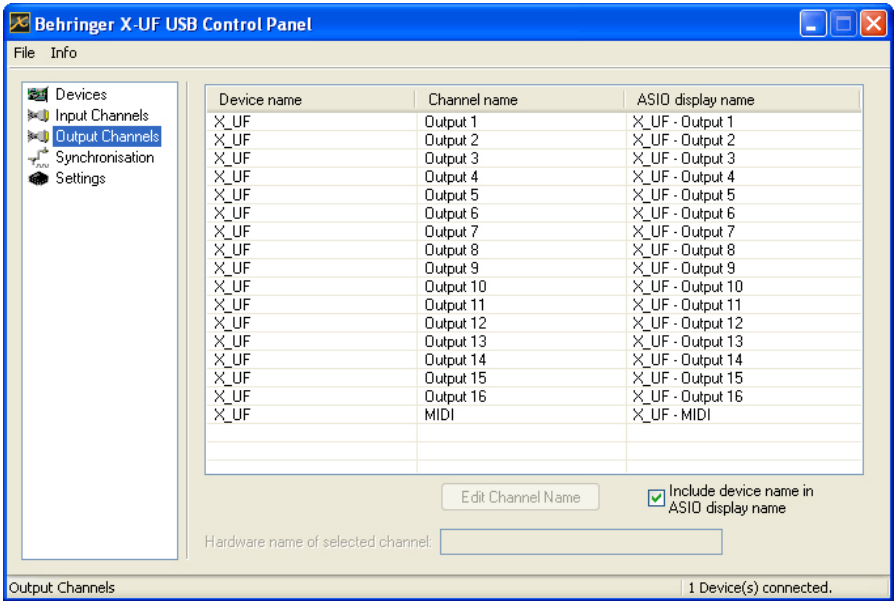 Behringer X-UF USB Control Panel
File Info
Devices
Input Channels
Output Channels
Synchronisation
Settings
Device name Channel name ASIO display name
X_UF Output 1 X_UF - Output 1
X_UF Output 2 X_UF - Output 2
X_UF Output 3 X_UF - Output 3
X_UF Output 4 X_UF - Output 4
X_UF Output 5 X_UF - Output 5
X_UF Output 6 X_UF - Output 6
X_UF Output 7 X_UF - Output 7
X_UF Output 8 X_UF - Output 8
X_UF Output 9 X_UF - Output 9
X_UF Output 10 X_UF - Output 10
X_UF Output 11 X_UF - Output 11
X_UF Output 12 X_UF - Output 12
X_UF Output 13 X_UF - Output 13
X_UF Output 14 X_UF - Output 14
X_UF Output 15 X_UF - Output 15
X_UF Output 16 X_UF - Output 16
X_UF MIDI X_UF - MIDI
Edit Channel Name
Include device name in
ASIO display name
Hardware name of selected channel:
Output Channels 1 Device(s) connected.